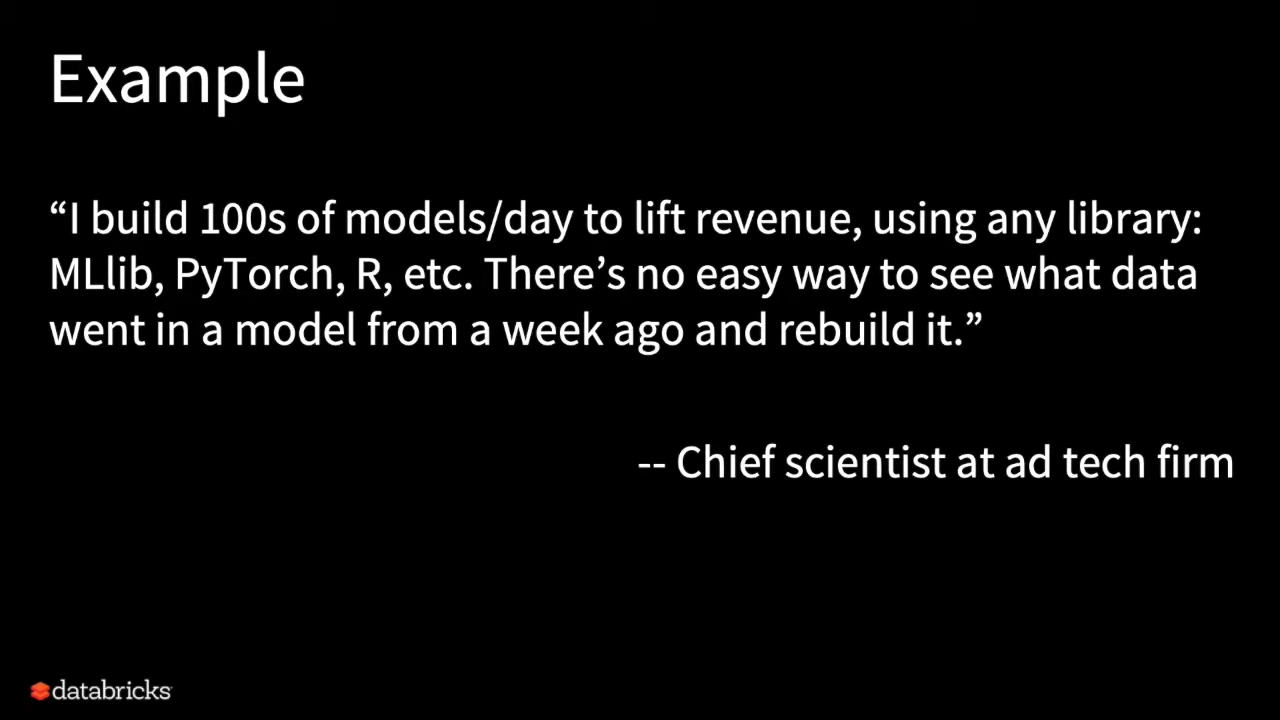 Example
“I build 100s of models/day to lift revenue, using any library:
MLlib, PyTorch, R, etc. There’s no easy way to see what data
went in a model from a week ago and rebuild it.”
-- Chief scientist at ad tech firm
databricks